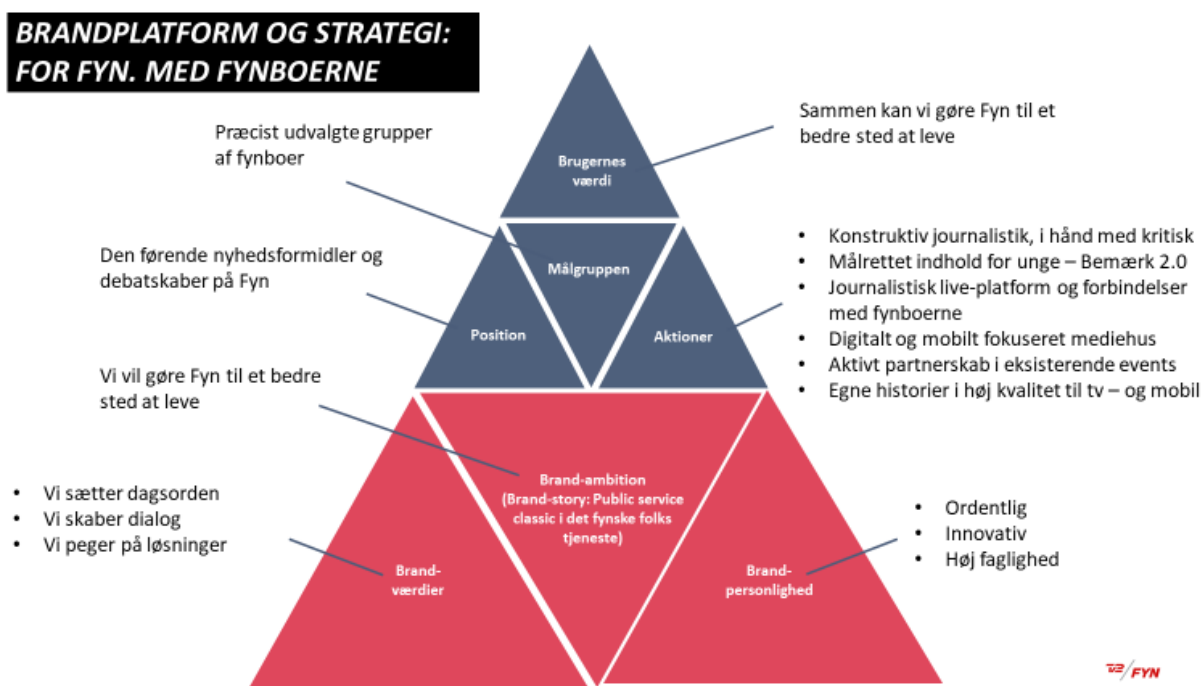 BRANDPLATFORM OG STRATEGI:
FOR FYN. MED FYNBOERNE
Præcist udvalgte grupper
af fynboer
Sammen kan vi gøre Fyn til et
bedre sted at leve
Brugernes
værdi
Den førende nyhedsformidler og
debatskaber på Fyn
Målgruppen
Position
Aktioner
• Konstruktiv journalistik, i hånd med kritisk
• Målrettet indhold for unge – Bemærk 2.0
• Journalistisk live-platform og forbindelser
med fynboerne
• Digitalt og mobilt fokuseret mediehus
• Aktivt partnerskab i eksisterende events
• Egne historier i høj kvalitet til tv – og mobil
Vi vil gøre Fyn til et bedre
sted at leve
Brand-ambition
(Brand-story: Public service
classic i det fynske folks
tjeneste)
• Vi sætter dagsorden
• Vi skaber dialog
• Vi peger på løsninger
Brand-
værdier
Brand-
personlighed
• Ordentlig
• Innovativ
• Høj faglighed
TV2/FYN